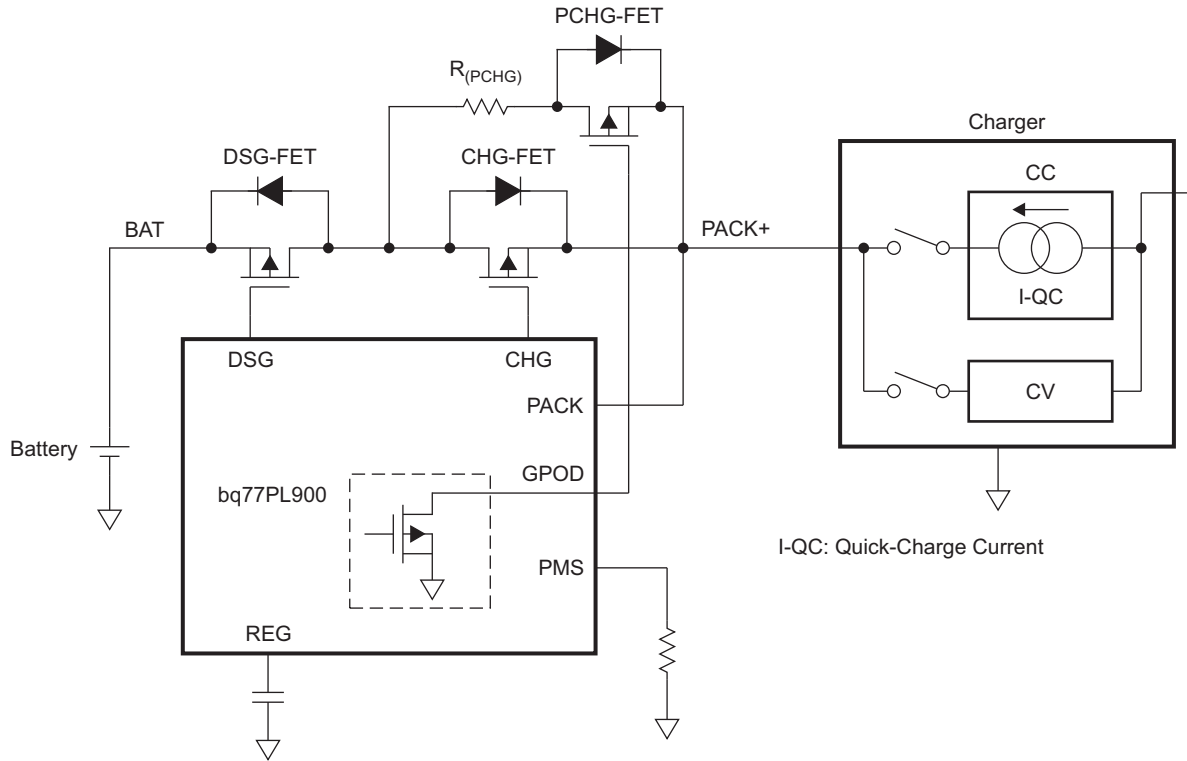 PCHG-FET
R(PCHG)
Charger
DSG-FET
CHG-FET
CC
BAT
PACK+
I-QC
DSG
CHG
PACK
CV
Battery
GPOD
bq77PL900
I-QC: Quick-Charge Current
PMS
REG